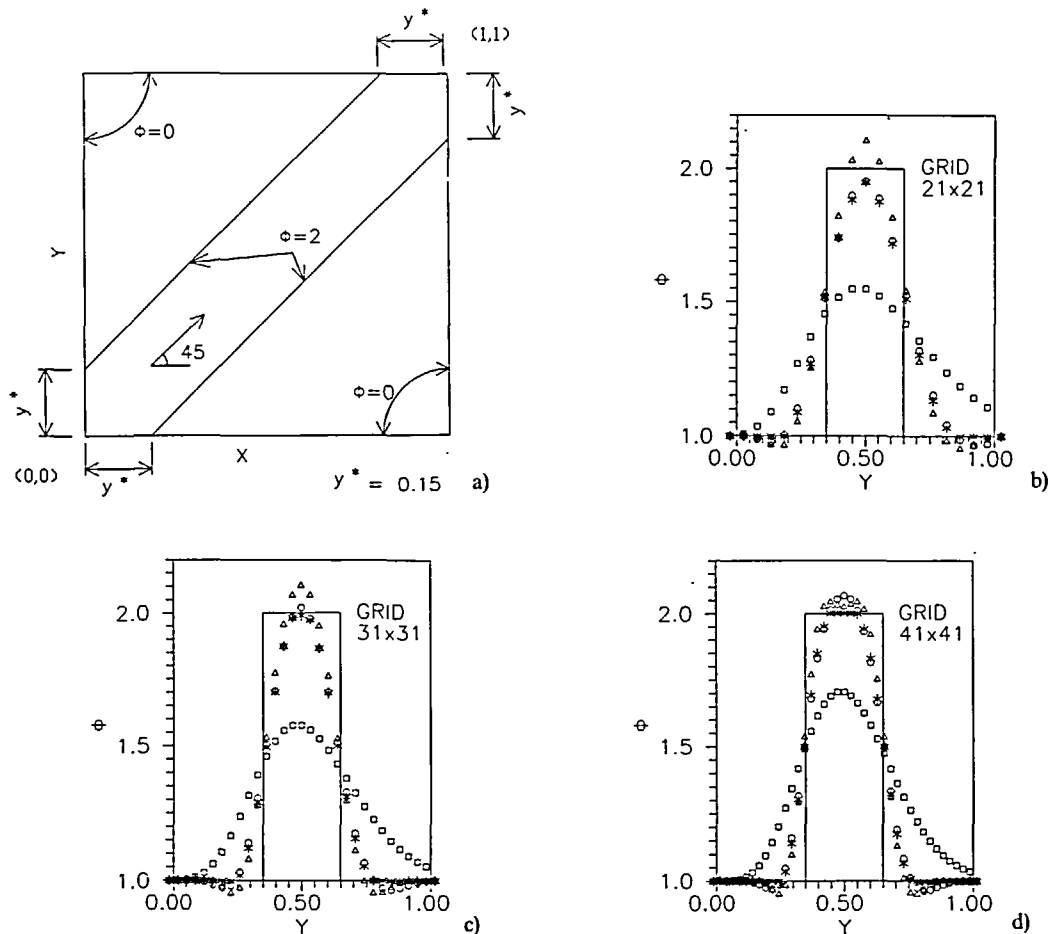 y*
(1,1)
y*
Φ=0
Y
Φ=2
45
Φ=0
y*
(0,0)
y*
X
y* = 0.15
a)
2.0
1.5
1.0
Φ
GRID
21x21
0.00
0.50
1.00
Y
b)
2.0
1.5
1.0
Φ
GRID
31x31
0.00
0.50
1.00
Y
c)
2.0
1.5
1.0
Φ
GRID
41x41
0.00
0.50
1.00
Y
d)